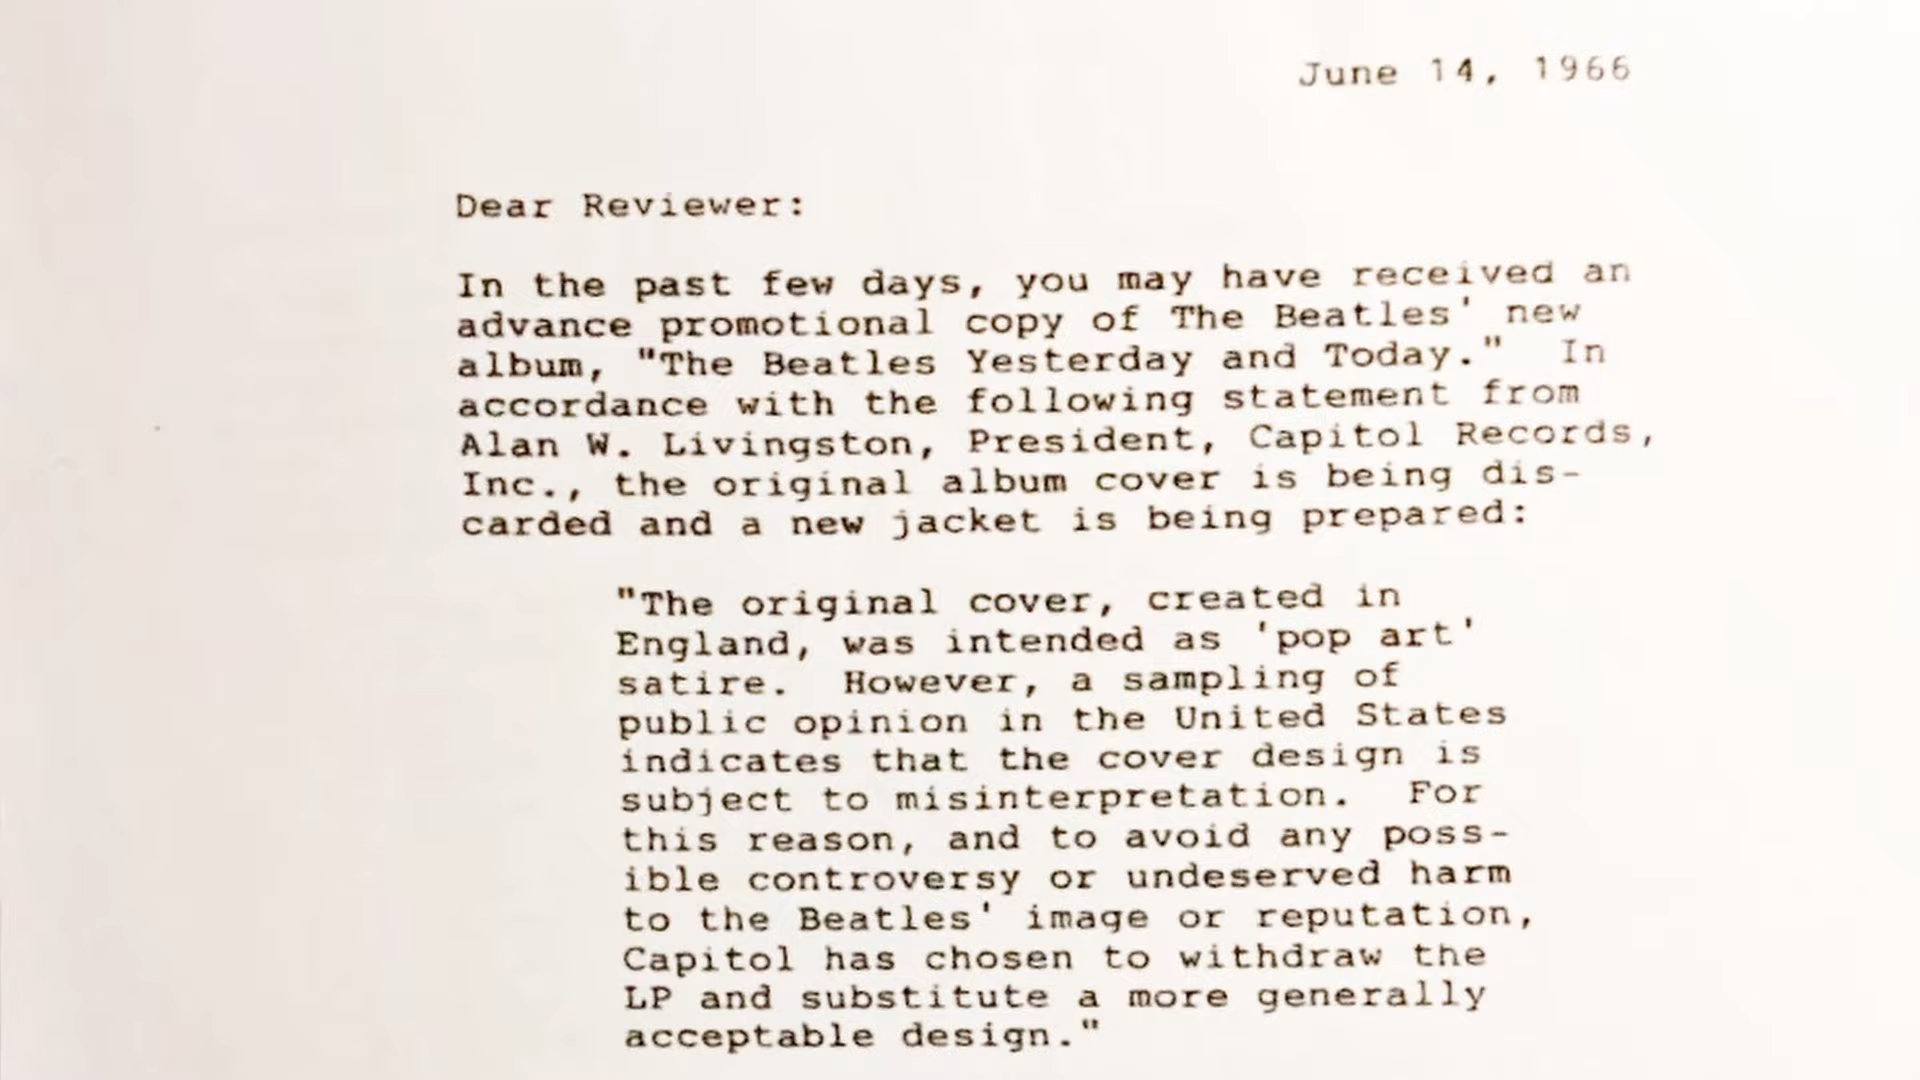 June 14, 1966
Dear Reviewer:
In the past few days, you may have received an
advance promotional copy of The Beatles' new
album, "The Beatles Yesterday and Today."  In
accordance with the following statement from
Alan W. Livingston, President, Capitol Records,
Inc., the original album cover is being dis-
carded and a new jacket is being prepared:
"The original cover, created in
England, was intended as 'pop art'
satire.  However, a sampling of
public opinion in the United States
indicates that the cover design is
subject to misinterpretation.  For
this reason, and to avoid any poss-
ible controversy or undeserved harm
to the Beatles' image or reputation,
Capitol has chosen to withdraw the
LP and substitute a more generally
acceptable design."